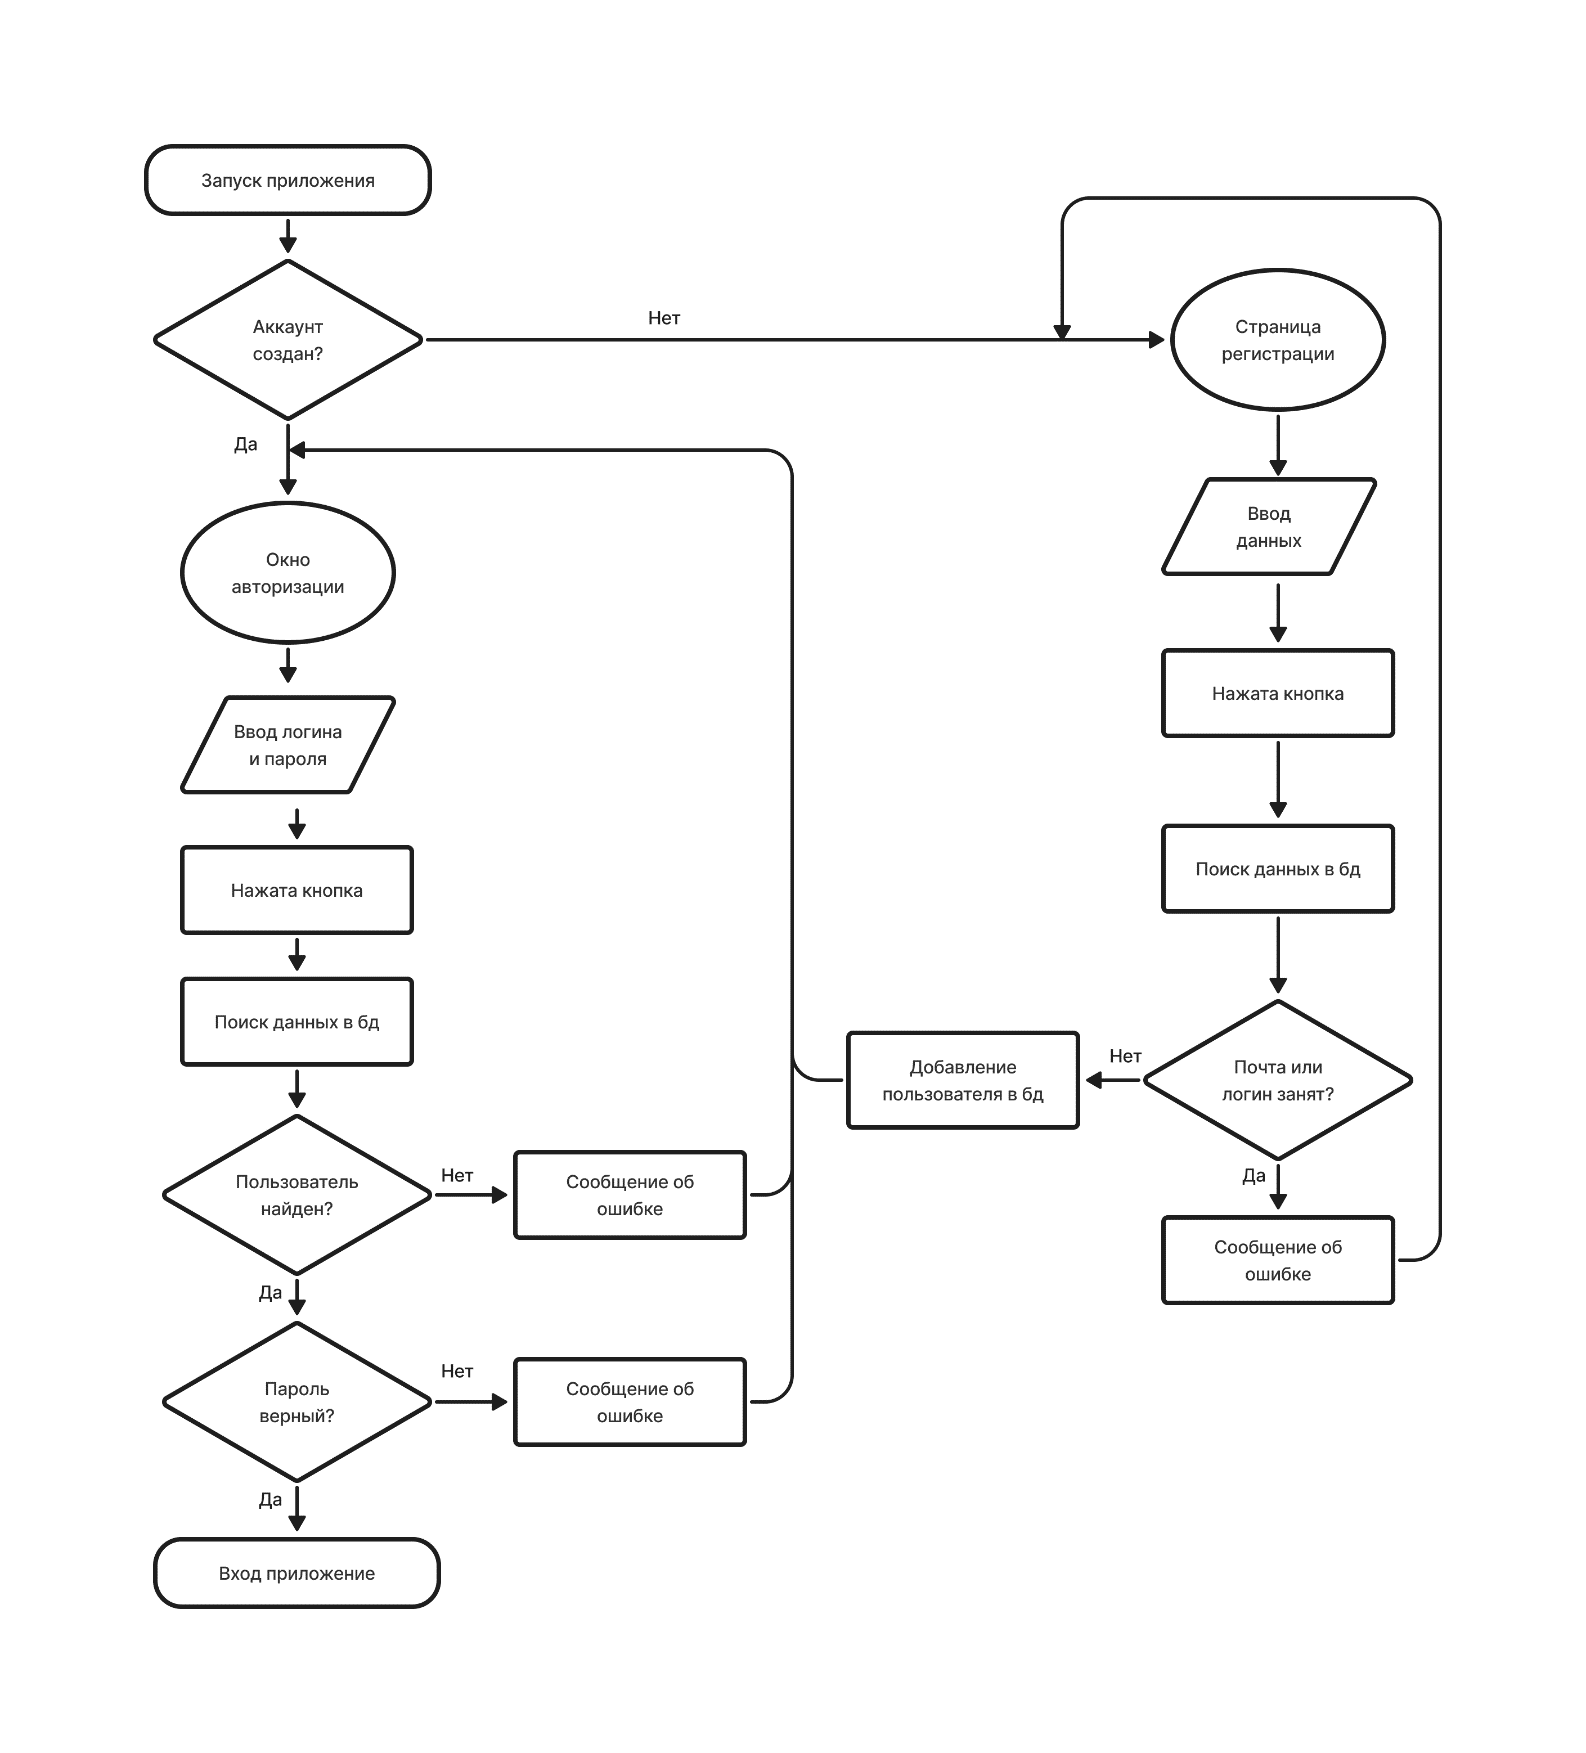 Запуск приложения
Аккаунт
создан?
Нет
Страница
регистрации
Да
Окно
авторизации
Ввод
данных
Ввод логина
и пароля
Нажата кнопка
Нажата кнопка
Поиск данных в бд
Поиск данных в бд
Добавление
пользователя в бд
Нет
Почта или
логин занят?
Да
Сообщение об
ошибке
Пользователь
найден?
Нет
Сообщение об
ошибке
Да
Пароль
верный?
Нет
Сообщение об
ошибке
Да
Вход приложение